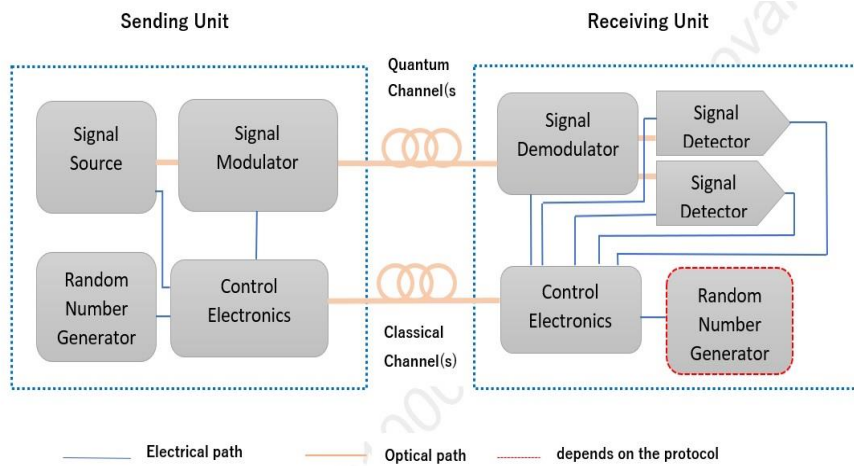 Sending Unit
Receiving Unit
Quantum
Channel(s
Signal
Source
Signal
Modulator
Signal
Demodulator
Signal
Detector
Signal
Detector
Random
Number
Generator
Control
Electronics
Classical
Channel(s)
Control
Electronics
Random
Number
Generator
Electrical path
Optical path
depends on the protocol